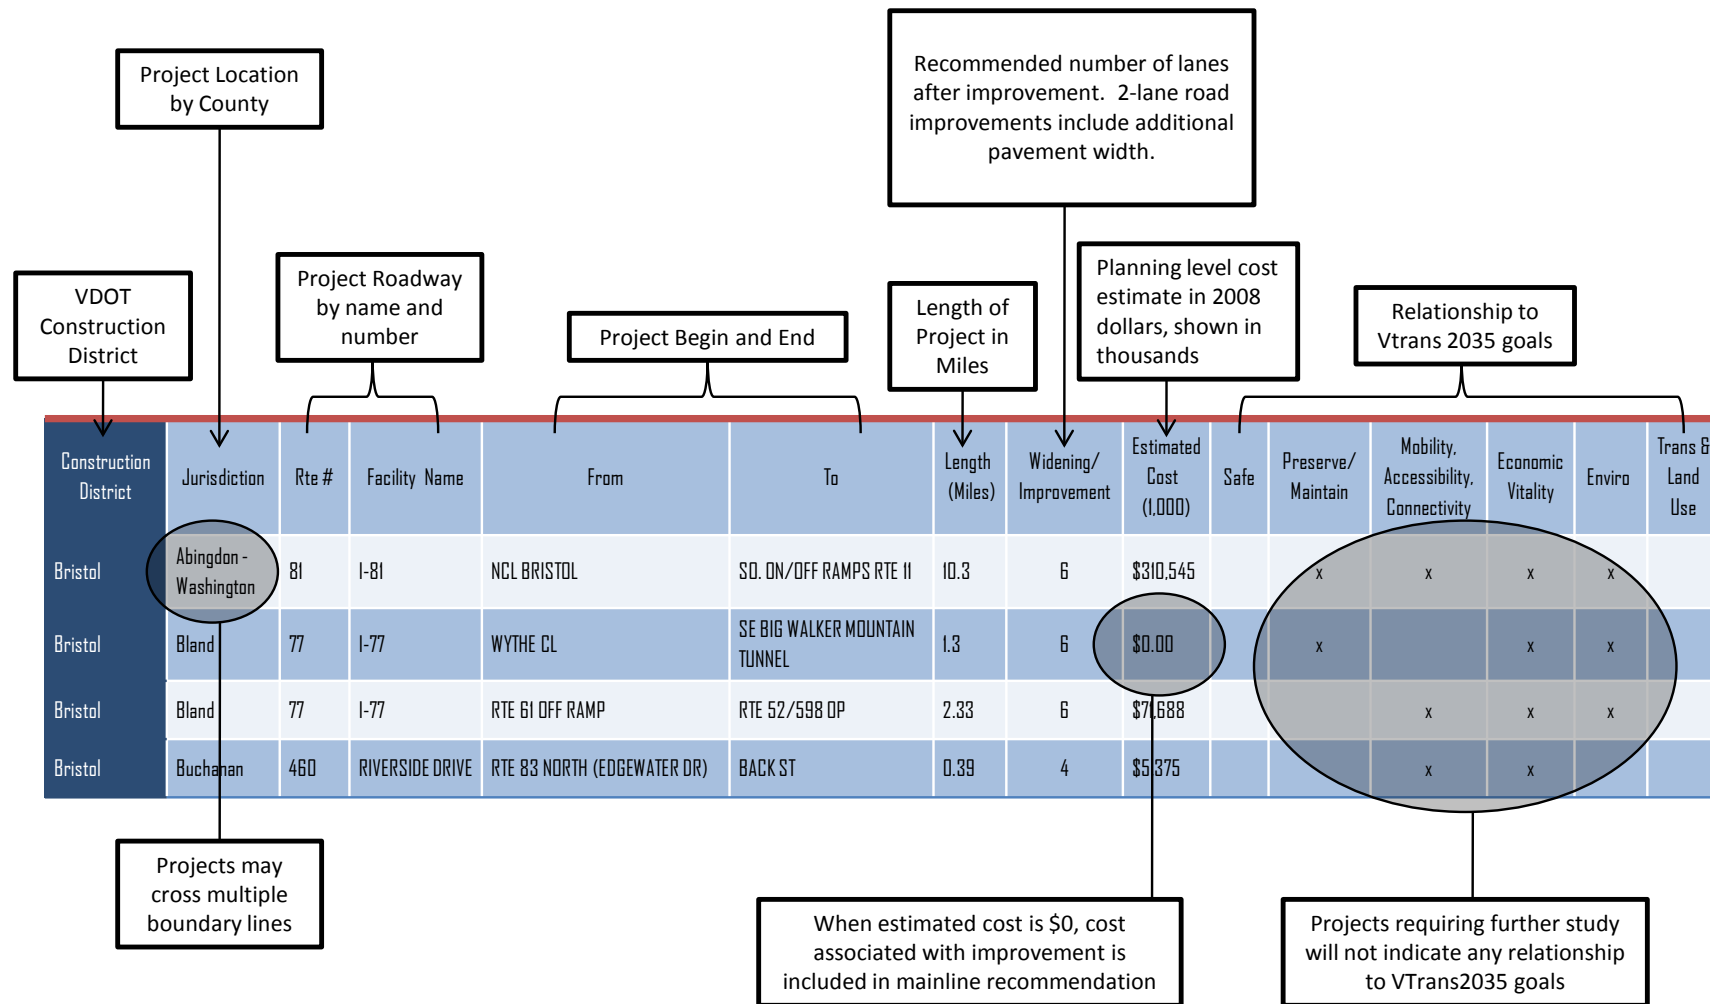 Project Location
by County
Recommended number of lanes
after improvement.  2-lane road
improvements include additional
pavement width.
VDOT
Construction
District
Project Roadway
by name and
number
Project Begin and End
Length of
Project in
Miles
Planning level cost
estimate in 2008
dollars, shown in
thousands
Relationship to
Vtrans 2035 goals
Construction
District
Jurisdiction
Rte #
Facility Name
From
To
Length
(Miles)
Widening/
Improvement
Estimated
Cost
(1,000)
Safe
Preserve/
Maintain
Mobility,
Accessibility,
Connectivity
Economic
Vitality
Enviro
Trans &
Land
Use
Bristol
Abingdon -
Washington
81
I-81
NCL BRISTOL
SO. ON/OFF RAMPS RTE 11
10.3
6
$310,545
x
x
x
x
Bristol
Bland
77
I-77
WYTHE CL
SE BIG WALKER MOUNTAIN
TUNNEL
1.3
6
$0.00
x
x
x
Bristol
Bland
77
I-77
RTE 61 OFF RAMP
RTE 52/598 OP
2.33
6
$71,688
x
x
x
Bristol
Buchanan
460
RIVERSIDE DRIVE
RTE 83 NORTH (EDGEWATER DR)
BACK ST
0.39
4
$5,375
x
x
Projects may
cross multiple
boundary lines
When estimated cost is $0, cost
associated with improvement is
included in mainline recommendation
Projects requiring further study
will not indicate any relationship
to VTrans2035 goals